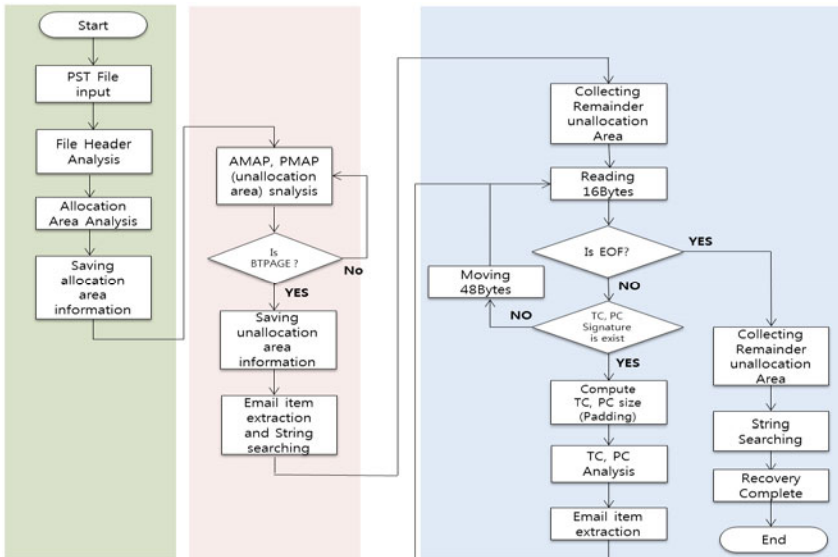 Start
PST File
input
File Header
Analysis
Allocation
Area Analysis
Saving
allocation
area
information
AMAP, PMAP
(unallocation
area) snalysis
Is
BTPAGE ?
No
YES
Saving
unallocation
area
information
Email item
extraction
and String
searching
Collecting
Remainder
unallocation
Area
Reading
16Bytes
Is EOF?
YES
NO
Moving
48Bytes
NO
TC, PC
Signature
is exist
YES
Compute
TC, PC size
(Padding)
TC, PC
Analysis
Email item
extraction
Collecting
Remainder
unallocation
Area
String
Searching
Recovery
Complete
End